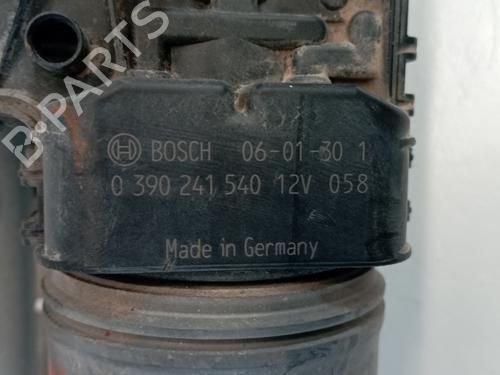 B-PARTS
BOSCH 06-01-30 1
0 390 241 540 12V 058
Made in Germany